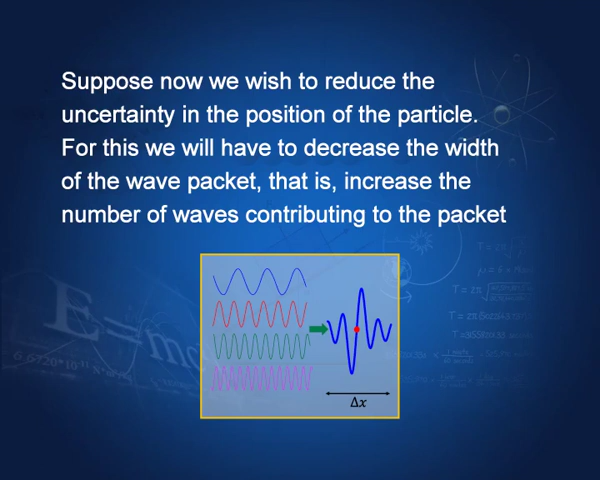 Suppose now we wish to reduce the
uncertainty in the position of the particle.
For this we will have to decrease the width
of the wave packet, that is, increase the
number of waves contributing to the packet
Δx
E=mc